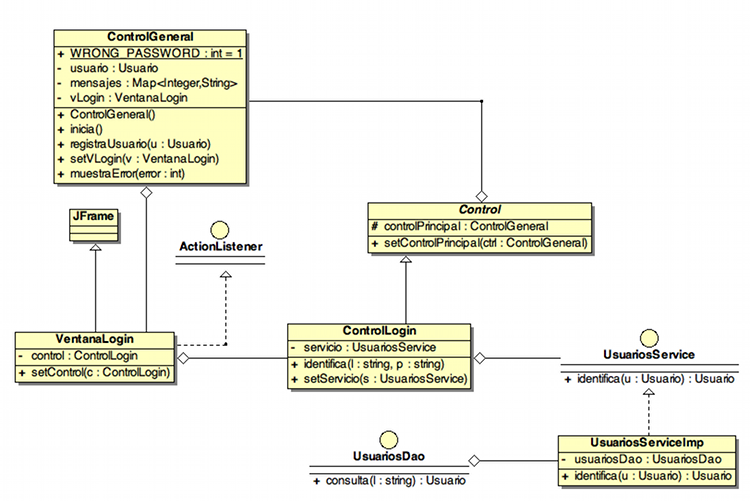 ControlGeneral
+ WRONG_PASSWORD : int = 1
- usuario : Usuario
- mensajes : Map<Integer,String>
- vLogin : VentanaLogin
+ ControlGeneral()
+ inicia()
+ registraUsuario(u : Usuario)
+ setVLogin(v : VentanaLogin)
+ muestraError(error : int)
JFrame
ActionListener
Control
# controlPrincipal : ControlGeneral
+ setControlPrincipal(ctrl : ControlGeneral)
VentanaLogin
- control : ControlLogin
+ setControl(c : ControlLogin)
ControlLogin
- servicio : UsuariosService
+ identifica(l : string, p : string)
+ setServicio(s : UsuariosService)
UsuariosService
+ identifica(u : Usuario) : Usuario
UsuariosDao
+ consulta(l : string) : Usuario
UsuariosServiceImp
- usuariosDao : UsuariosDao
+ identifica(u : Usuario) : Usuario